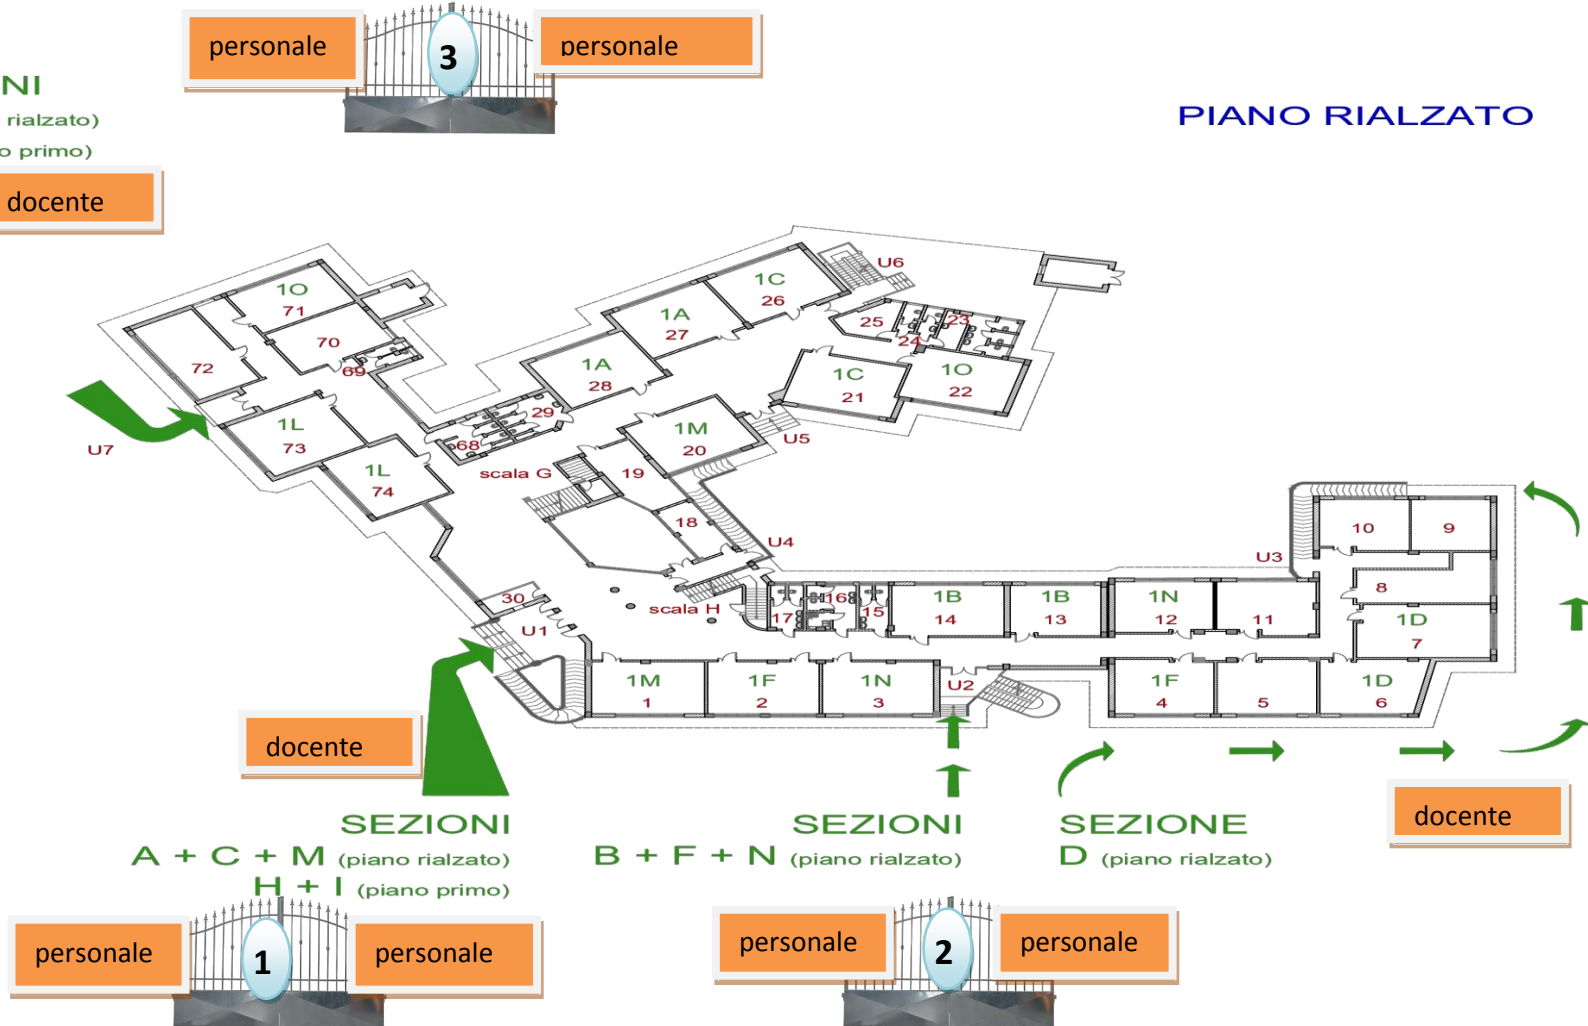 personale
3
personale
NI
rialzato)
o primo)
docente
PIANO RIALZATO
U6
1O
71
1C
26
1A
27
25
23
24
70
72
69
1A
28
1C
21
1O
22
29
68
1L
73
1M
20
U5
U7
scala G
19
1L
74
18
U4
10
9
U3
8
30
scala H
17
16
15
1B
14
1B
13
1N
12
11
1D
7
U1
1M
1
1F
2
1N
3
U2
1F
4
5
1D
6
docente
docente
SEZIONI
A + C + M (piano rialzato)
H + I (piano primo)
SEZIONI
B + F + N (piano rialzato)
SEZIONE
D (piano rialzato)
personale
1
personale
personale
2
personale